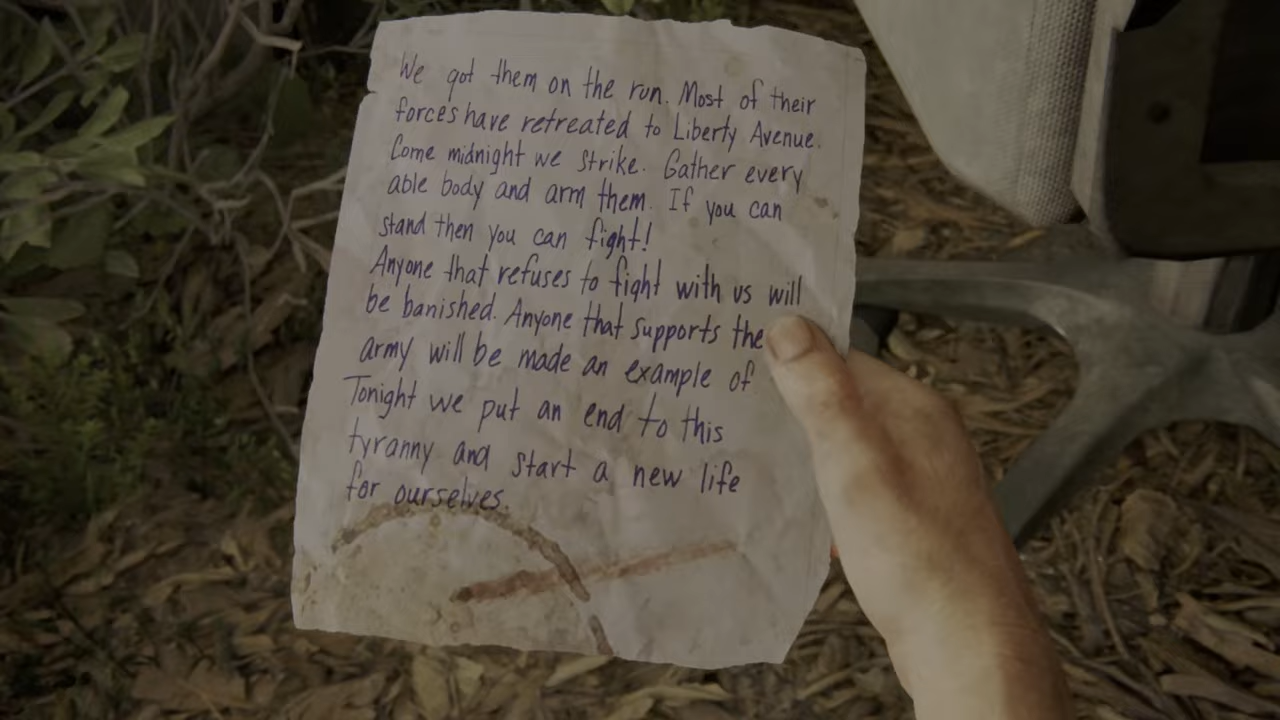 We got them on the run. Most of their
forces have retreated to Liberty Avenue.
Come midnight we strike. Gather every
able body and arm them. If you can
stand then you can fight!
Anyone that refuses to fight with us will
be banished. Anyone that supports the
army will be made an example of
Tonight we put an end to this
tyranny and start a new life
for ourselves.